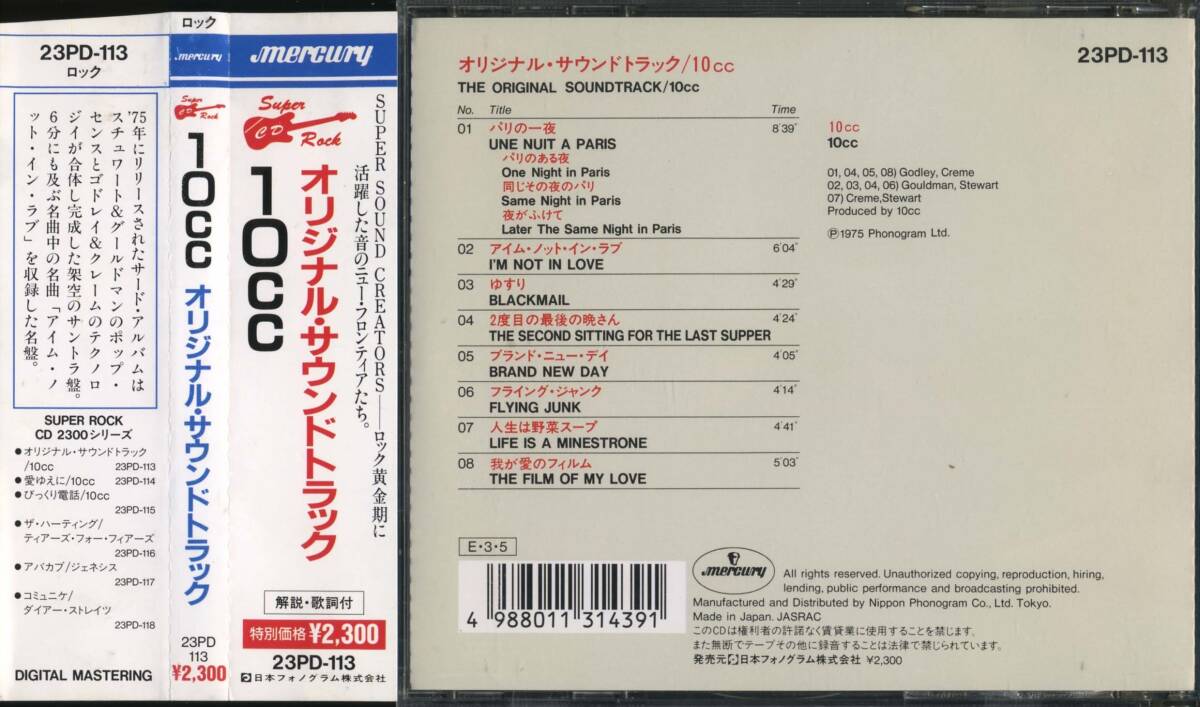 23PD-113
ロック
'75年にリリースされたサード・アルバムは
スチュワート&グールドマンのポップ・
センスとゴドレイ&クレームのテクノロ
ジイが合体し完成した架空のサントラ盤。
6分にも及ぶ名曲中の名曲「アイム・ノ
ット・イン・ラブ」を収録した名盤。
SUPER ROCK
CD 2300シリーズ
●オリジナル・サウンドトラック
/10cc 23PD-113
●愛ゆえに/10cc 23PD-114
●びっくり電話/10cc
23PD-115
●ザ・ハーティング/
ティアーズ・フォー・フィアーズ
23PD-116
●アバカブ/ジェネシス
23PD-117
●コミュニケ/
ダイアー・ストレイツ
23PD-118
DIGITAL MASTERING
ロック
mercury
Super
CD
Rock
10cc オリジナル・サウンドトラック
23PD
113
¥2,300
mercury
Super
CD
Rock
SUPER SOUND CREATORS──ロック黄金期に
活躍した音のニュー・フロンティアたち。
オリジナル・サウンドトラック
10cc
解説・歌詞付
特別価格 ¥2,300
23PD-113
日本フォノグラム株式会社
オリジナル・サウンドトラック/10cc
23PD-113
THE ORIGINAL SOUNDTRACK/10cc
No. Title Time
01 パリの一夜 8'39"
UNE NUIT A PARIS
パリのある夜
One Night in Paris
同じその夜のパリ
Same Night in Paris
夜がふけて
Later The Same Night in Paris
02 アイム・ノット・イン・ラブ 6'04"
I'M NOT IN LOVE
03 ゆすり 4'29"
BLACKMAIL
04 2度目の最後の晩さん 4'24"
THE SECOND SITTING FOR THE LAST SUPPER
05 ブランド・ニュー・デイ 4'05"
BRAND NEW DAY
06 フライング・ジャンク 4'14"
FLYING JUNK
07 人生は野菜スープ 4'41"
LIFE IS A MINESTRONE
08 我が愛のフィルム 5'03"
THE FILM OF MY LOVE
10cc
10cc
01, 04, 05, 08) Godley, Creme
02, 03, 04, 06) Gouldman, Stewart
07) Creme,Stewart
Produced by 10cc
Ⓟ1975 Phonogram Ltd.
E・3・5
4 988011 314391
mercury
All rights reserved. Unauthorized copying, reproduction, hiring,
lending, public performance and broadcasting prohibited.
Manufactured and Distributed by Nippon Phonogram Co., Ltd. Tokyo.
Made in Japan. JASRAC
このCDは権利者の許諾なく賃貸業に使用することを禁じます。
また無断でテープその他に録音することは法律で禁じられています。
発売元 日本フォノグラム株式会社 ¥2,300